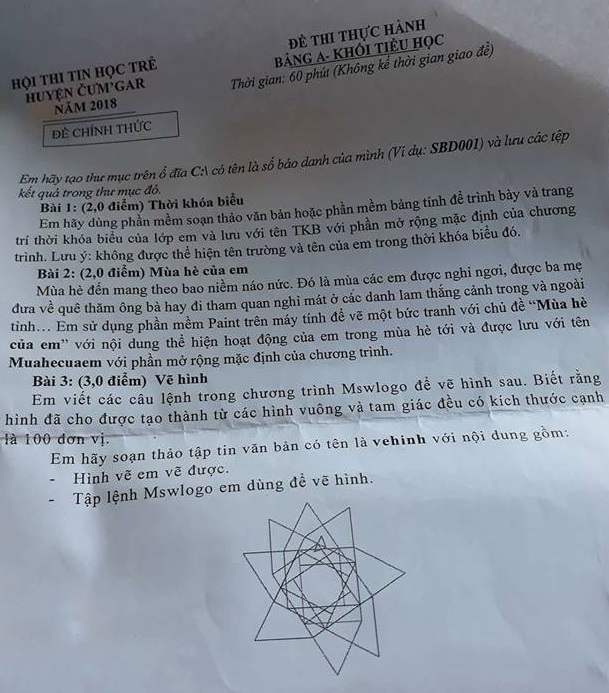 HỘI THI TIN HỌC TRẺ
HUYỆN CƯM'GAR
NĂM 2018
ĐỀ CHÍNH THỨC
ĐỀ THI THỰC HÀNH
BẢNG A- KHỐI TIỂU HỌC
Thời gian: 60 phút (Không kể thời gian giao đề)
Em hãy tạo thư mục trên ổ đĩa C:\ có tên là số báo danh của mình (Ví dụ: SBD001) và lưu các tệp
kết quả trong thư mục đó.
Bài 1: (2,0 điểm) Thời khóa biểu
Em hãy dùng phần mềm soạn thảo văn bản hoặc phần mềm bảng tính để trình bày và trang
trí thời khóa biểu của lớp em và lưu với tên TKB với phần mở rộng mặc định của chương
trình. Lưu ý: không được thể hiện tên trường và tên của em trong thời khóa biểu đó.
Bài 2: (2,0 điểm) Mùa hè của em
Mùa hè đến mang theo bao niềm náo nức. Đó là mùa các em được nghỉ ngơi, được ba mẹ
đưa về quê thăm ông bà hay đi tham quan nghỉ mát ở các danh lam thắng cảnh trong và ngoài
tỉnh… Em sử dụng phần mềm Paint trên máy tính để vẽ một bức tranh với chủ đề “Mùa hè
của em” với nội dung thể hiện hoạt động của em trong mùa hè tới và được lưu với tên
Muahecuaem với phần mở rộng mặc định của chương trình.
Bài 3: (3,0 điểm) Vẽ hình
Em viết các câu lệnh trong chương trình Mswlogo để vẽ hình sau. Biết rằng
hình đã cho được tạo thành từ các hình vuông và tam giác đều có kích thước cạnh
là 100 đơn vị.
Em hãy soạn thảo tập tin văn bản có tên là vehinh với nội dung gồm:
- Hình vẽ em vẽ được.
- Tập lệnh Mswlogo em dùng để vẽ hình.